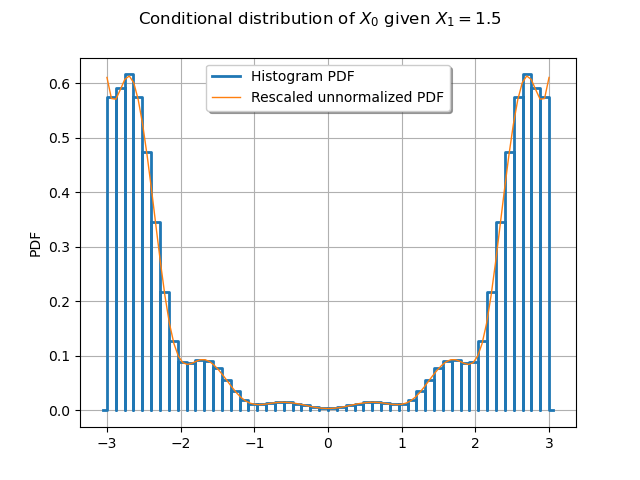 Conditional distribution of X₀ given X₁ = 1.5
Histogram PDF
Rescaled unnormalized PDF
PDF
0.6
0.5
0.4
0.3
0.2
0.1
0.0
−3 −2 −1 0 1 2 3